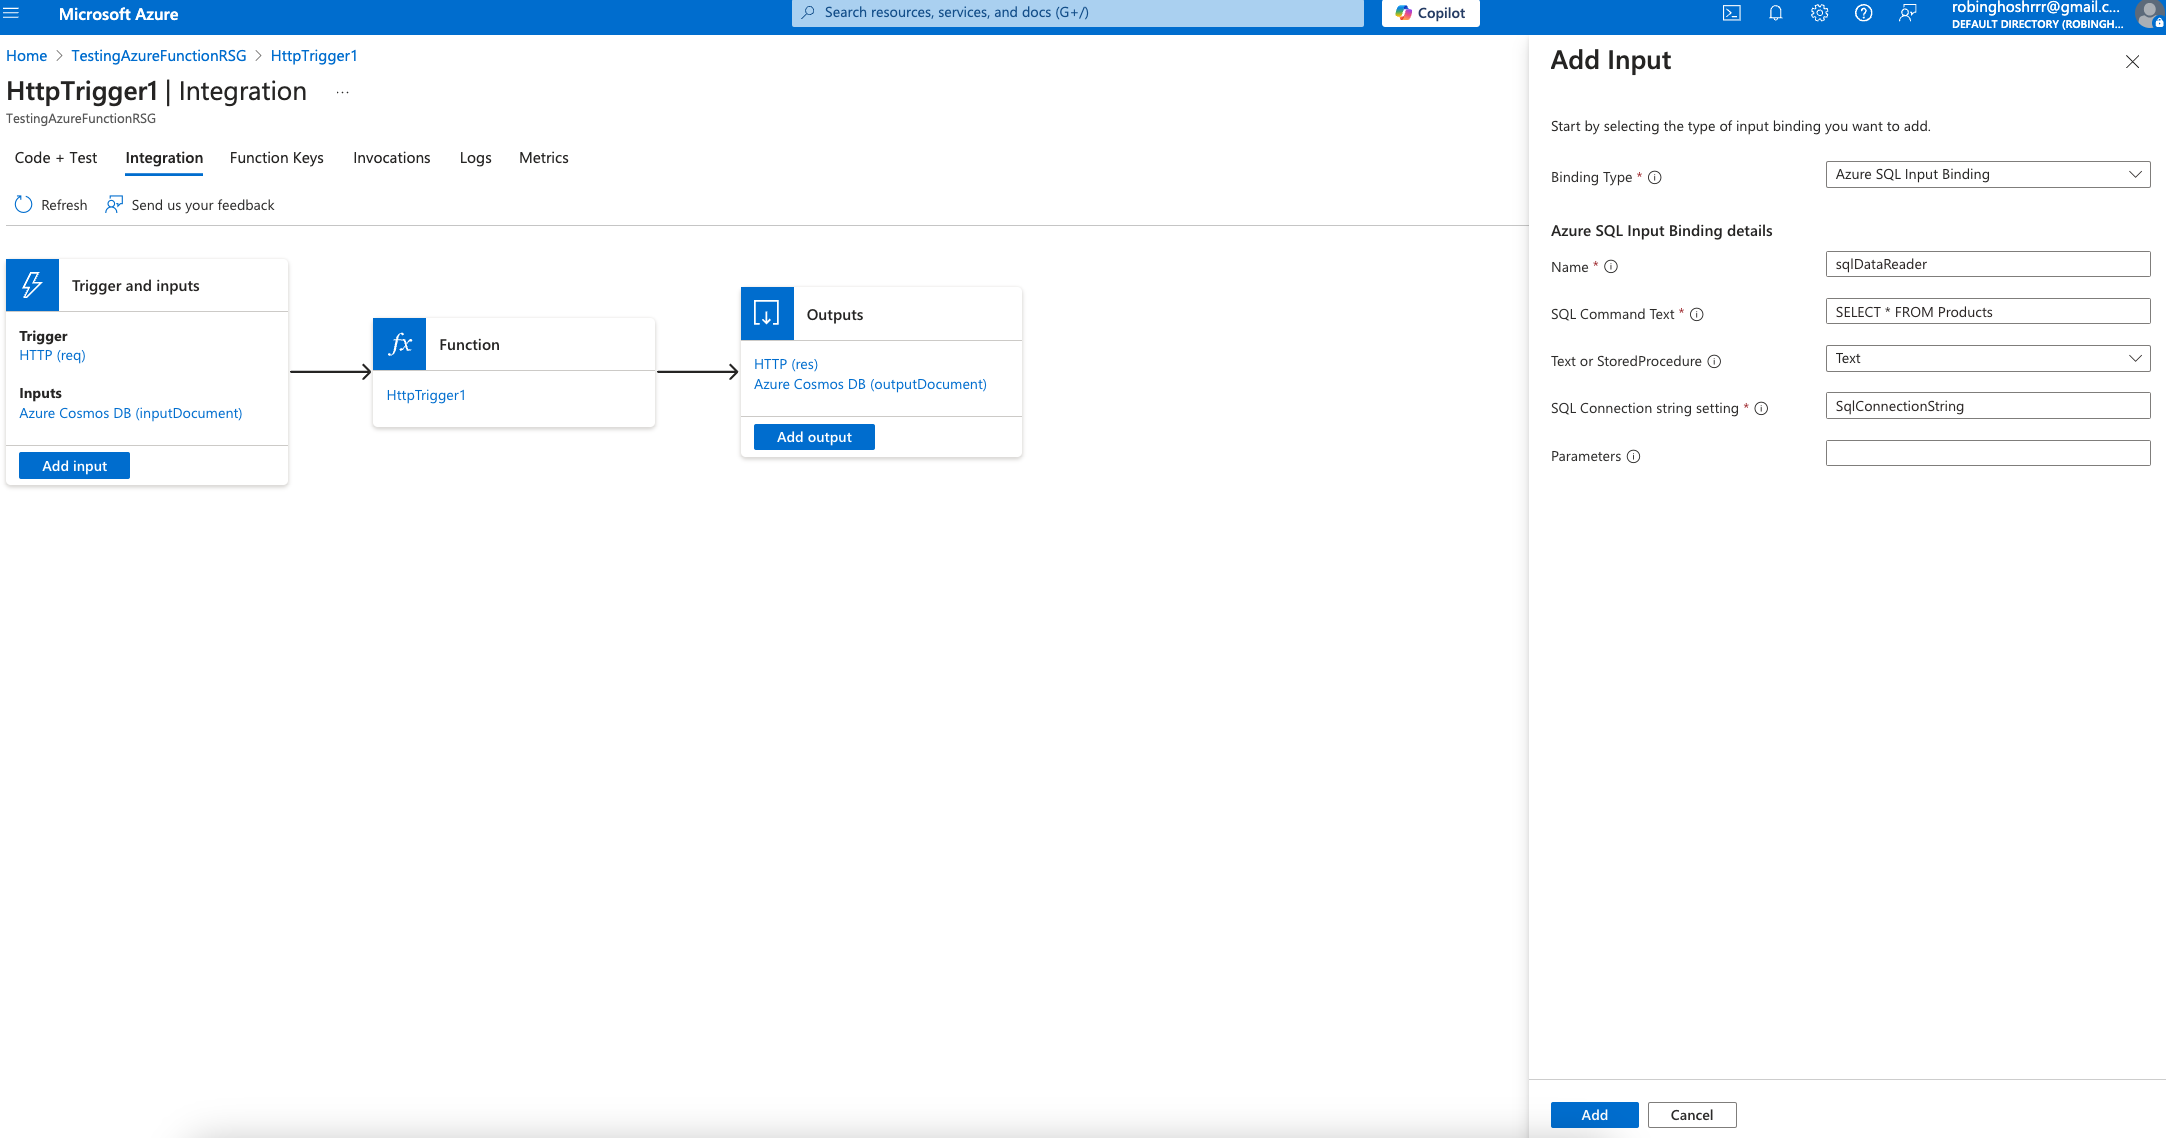 Microsoft Azure
Search resources, services, and docs (G+/)
Copilot
robinghoshrrr@gmail.c...
DEFAULT DIRECTORY (ROBINGH...
Home > TestingAzureFunctionRSG > HttpTrigger1
HttpTrigger1 | Integration ...
TestingAzureFunctionRSG
Code + Test Integration Function Keys Invocations Logs Metrics
Refresh Send us your feedback
Trigger and inputs
Trigger
HTTP (req)
Inputs
Azure Cosmos DB (inputDocument)
Add input
fx Function
HttpTrigger1
Outputs
HTTP (res)
Azure Cosmos DB (outputDocument)
Add output
Add Input
Start by selecting the type of input binding you want to add.
Binding Type * Azure SQL Input Binding
Azure SQL Input Binding details
Name * sqlDataReader
SQL Command Text * SELECT * FROM Products
Text or StoredProcedure Text
SQL Connection string setting * SqlConnectionString
Parameters
Add Cancel